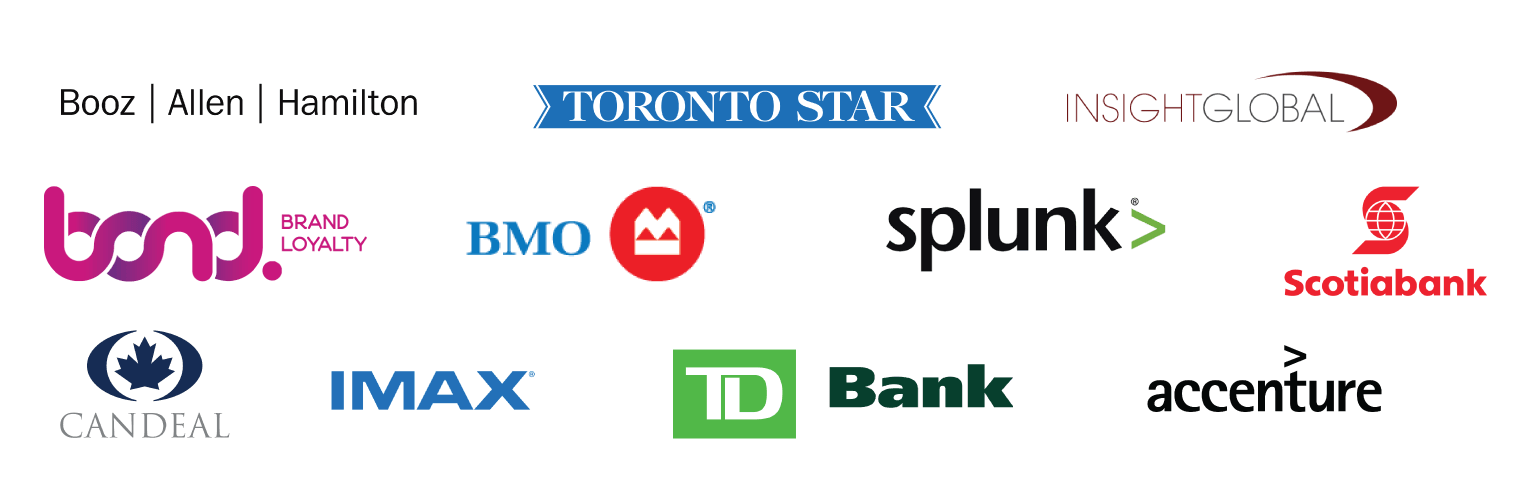 Booz | Allen | Hamilton
TORONTO STAR
INSIGHTGLOBAL
bond.
BRAND
LOYALTY
BMO ®
splunk> ®
S
Scotiabank
CANDEAL
IMAX ®
TD Bank
accenture
>